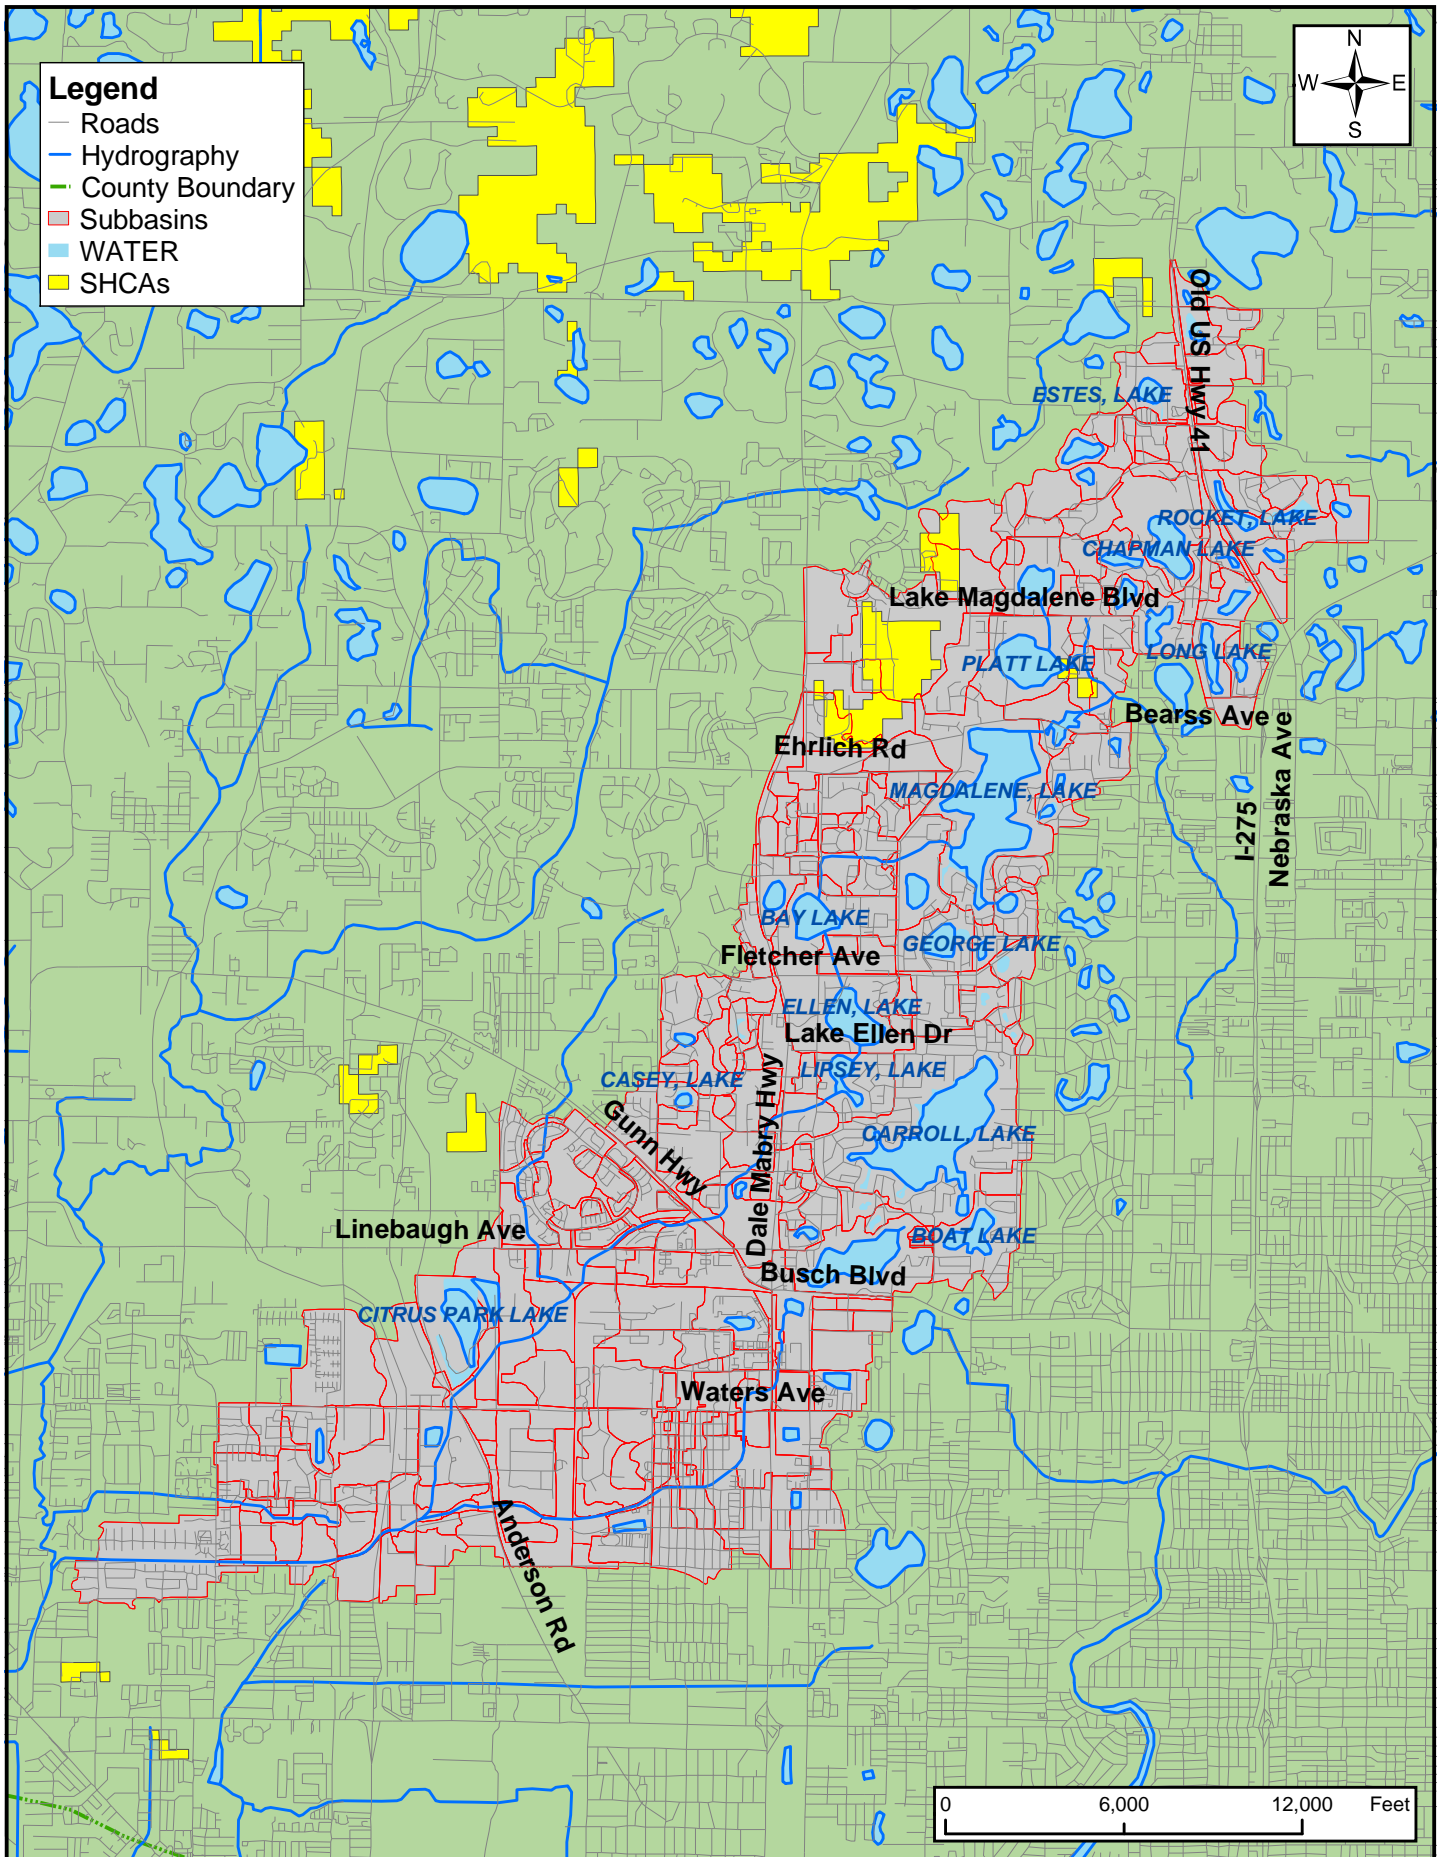 N
W E
S
Legend
Roads
Hydrography
County Boundary
Subbasins
WATER
SHCAs
Old US Hwy 41
ESTES, LAKE
ROCKET, LAKE
CHAPMAN LAKE
Lake Magdalene Blvd
LONG LAKE
PLATT LAKE
Bearss Ave
Ehrlich Rd
MAGDALENE, LAKE
I-275
Nebraska Ave
BAY LAKE
GEORGE LAKE
Fletcher Ave
ELLEN, LAKE
Lake Ellen Dr
LIPSEY, LAKE
CASEY, LAKE
Gunn Hwy
Dale Mabry Hwy
CARROLL, LAKE
Linebaugh Ave
BOAT LAKE
Busch Blvd
CITRUS PARK LAKE
Waters Ave
Anderson Rd
0 6,000 12,000 Feet